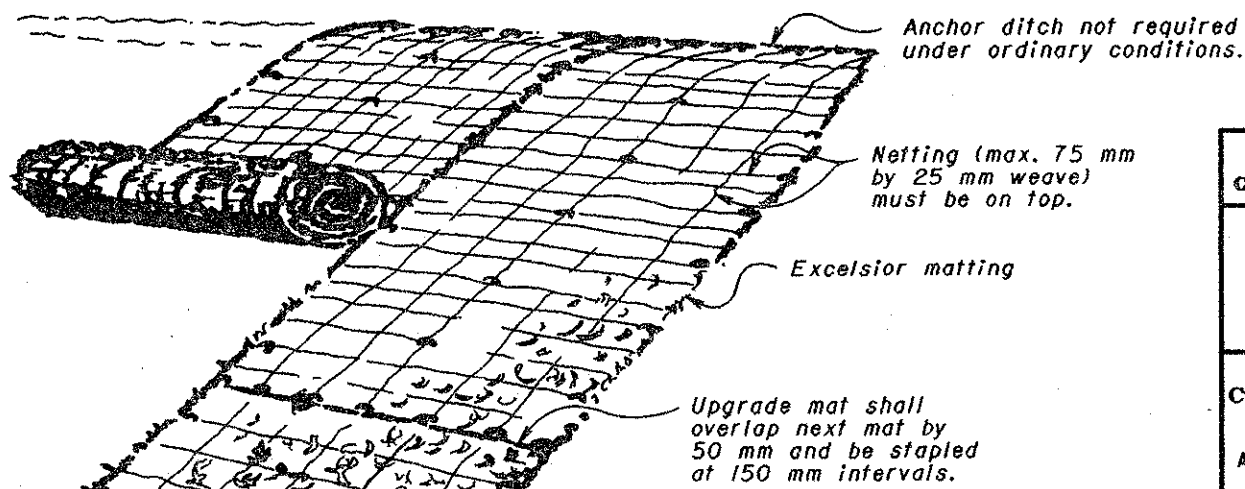 Anchor ditch not required
under ordinary conditions.
Netting (max. 75 mm
by 25 mm weave)
must be on top.
Excelsior matting
Upgrade mat shall
overlap next mat by
50 mm and be stapled
at 150 mm intervals.